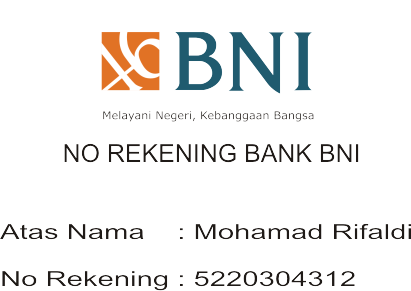 BNI
Melayani Negeri, Kebanggaan Bangsa
NO REKENING BANK BNI
Atas Nama : Mohamad Rifaldi
No Rekening : 5220304312